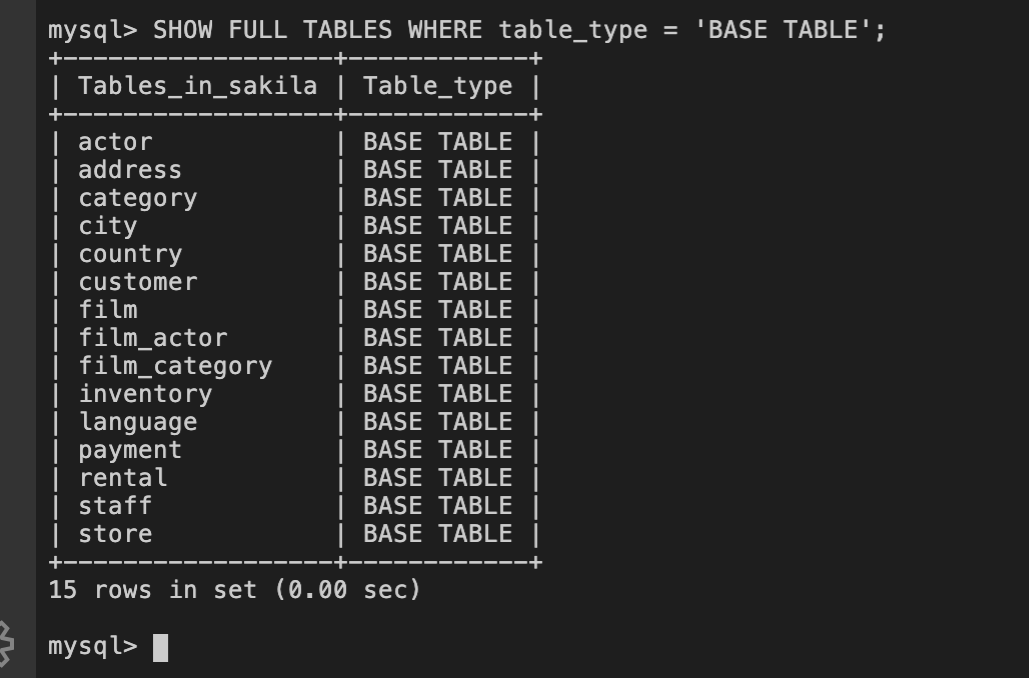 mysql> SHOW FULL TABLES WHERE table_type = 'BASE TABLE';
+------------------+------------+
| Tables_in_sakila | Table_type |
+------------------+------------+
| actor            | BASE TABLE |
| address          | BASE TABLE |
| category         | BASE TABLE |
| city             | BASE TABLE |
| country          | BASE TABLE |
| customer         | BASE TABLE |
| film             | BASE TABLE |
| film_actor       | BASE TABLE |
| film_category    | BASE TABLE |
| inventory        | BASE TABLE |
| language         | BASE TABLE |
| payment          | BASE TABLE |
| rental           | BASE TABLE |
| staff            | BASE TABLE |
| store            | BASE TABLE |
+------------------+------------+
15 rows in set (0.00 sec)
mysql>